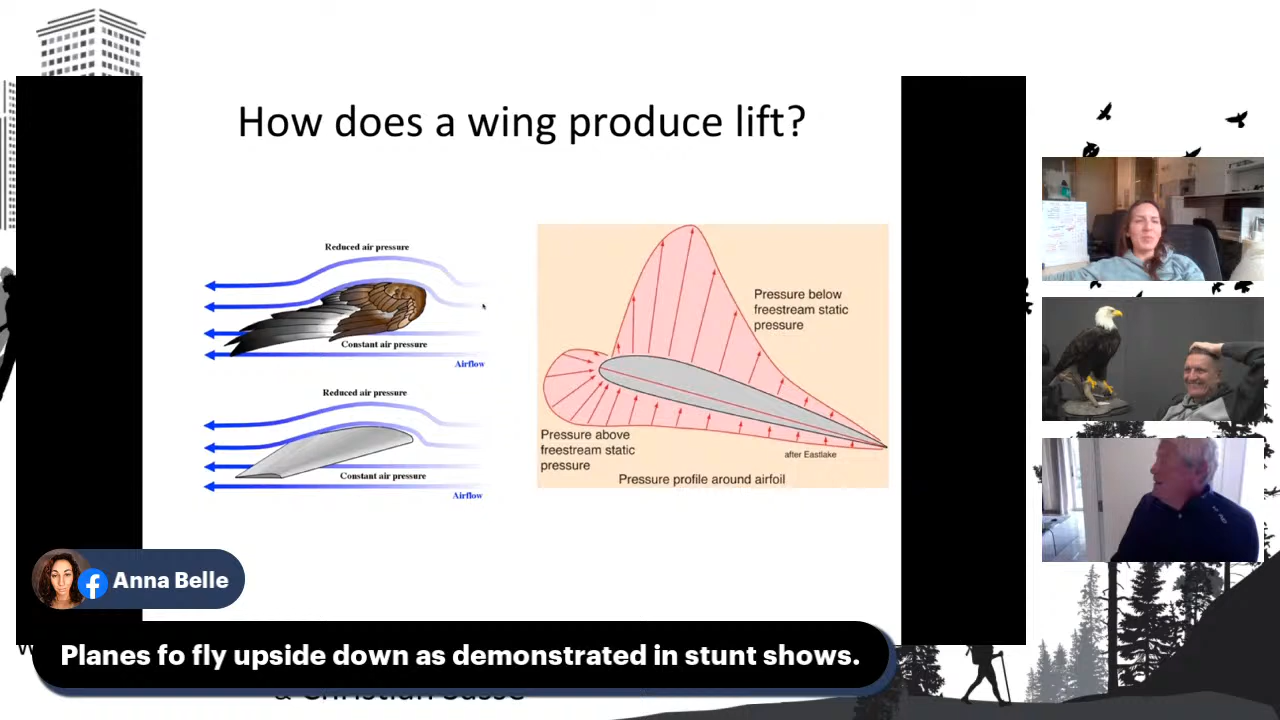 How does a wing produce lift?
Reduced air pressure
Constant air pressure
Airflow
Reduced air pressure
Constant air pressure
Airflow
Pressure below
freestream static
pressure
Pressure above
freestream static
pressure
after Eastlake
Pressure profile around airfoil
Anna Belle
Planes fo fly upside down as demonstrated in stunt shows.